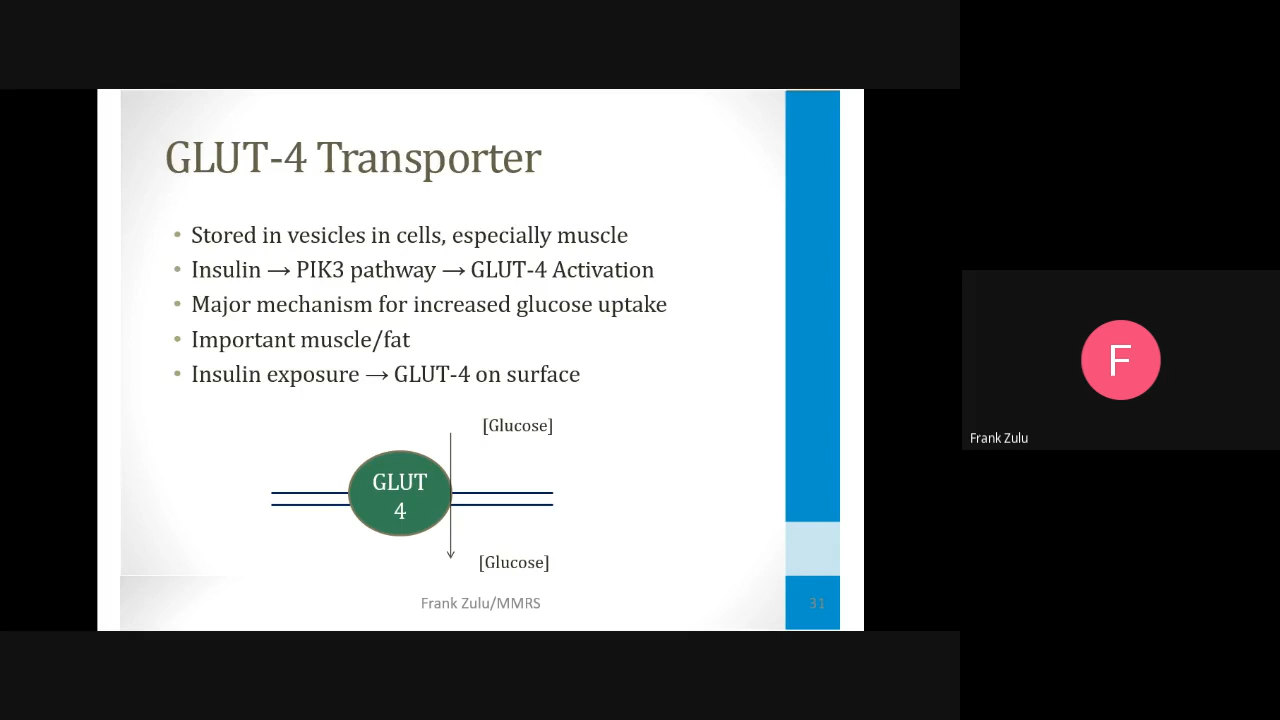 GLUT-4 Transporter
• Stored in vesicles in cells, especially muscle
• Insulin → PIK3 pathway → GLUT-4 Activation
• Major mechanism for increased glucose uptake
• Important muscle/fat
• Insulin exposure → GLUT-4 on surface
[Glucose]
GLUT
4
[Glucose]
Frank Zulu/MMRS
31
F
Frank Zulu